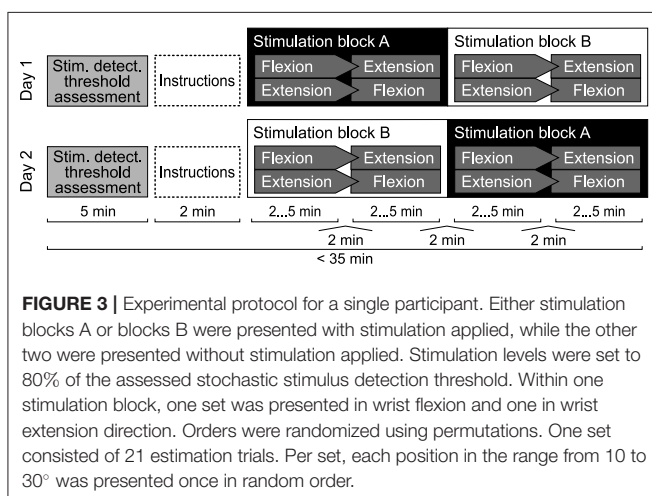 Day 1
Stim. detect.
threshold
assessment
Instructions
Stimulation block A
Flexion
Extension
Extension
Flexion
Stimulation block B
Flexion
Extension
Extension
Flexion
Day 2
Stim. detect.
threshold
assessment
Instructions
Stimulation block B
Flexion
Extension
Extension
Flexion
Stimulation block A
Flexion
Extension
Extension
Flexion
5 min
2 min
2...5 min
2...5 min
2...5 min
2...5 min
2 min
2 min
2 min
< 35 min
FIGURE 3 | Experimental protocol for a single participant. Either stimulation
blocks A or blocks B were presented with stimulation applied, while the other
two were presented without stimulation applied. Stimulation levels were set to
80% of the assessed stochastic stimulus detection threshold. Within one
stimulation block, one set was presented in wrist flexion and one in wrist
extension direction. Orders were randomized using permutations. One set
consisted of 21 estimation trials. Per set, each position in the range from 10 to
30° was presented once in random order.